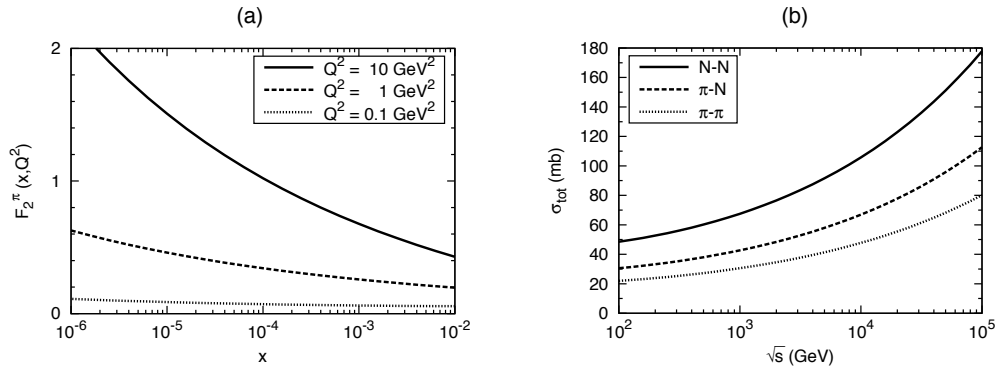 (a)
2
1
0
F₂^π (x,Q²)
Q² = 10 GeV²
Q² = 1 GeV²
Q² = 0.1 GeV²
10⁻⁶ 10⁻⁵ 10⁻⁴ 10⁻³ 10⁻²
x
(b)
180
160
140
120
100
80
60
40
20
0
σ_tot (mb)
N-N
π-N
π-π
10² 10³ 10⁴ 10⁵
√s (GeV)